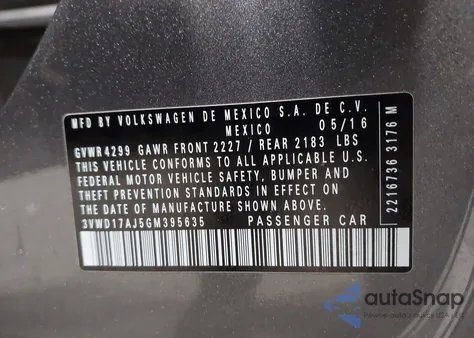 MFD BY VOLKSWAGEN DE MEXICO S.A. DE C.V.
MEXICO 05/16
GVWR 4299 GAWR FRONT 2227 / REAR 2183 LBS
THIS VEHICLE CONFORMS TO ALL APPLICABLE U.S.
FEDERAL MOTOR VEHICLE SAFETY, BUMPER, AND
THEFT PREVENTION STANDARDS IN EFFECT ON THE
DATE OF MANUFACTURE SHOWN ABOVE.
3VWD17AJ5GM395635 PASSENGER CAR
2216736 3176 M
autoSnap